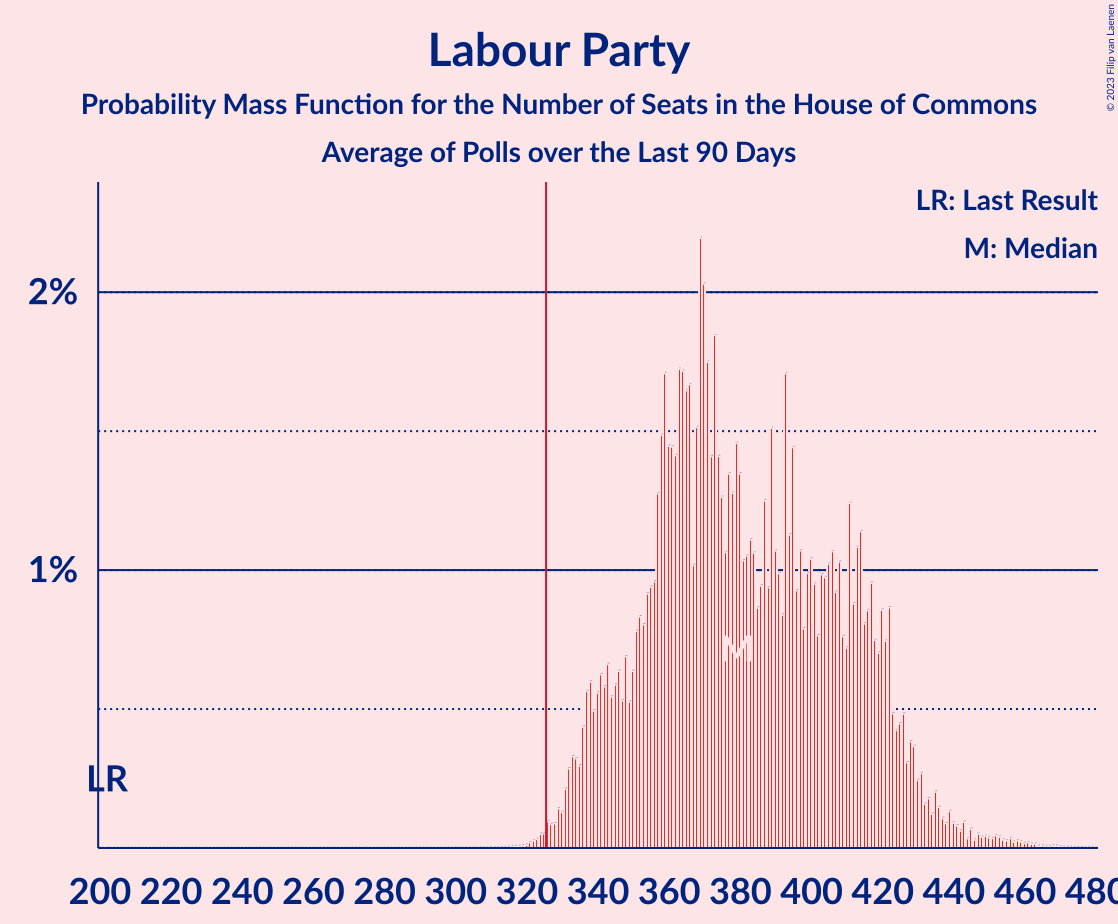 Labour Party
Probability Mass Function for the Number of Seats in the House of Commons
Average of Polls over the Last 90 Days
© 2023 Filip van Laenen
LR: Last Result
M: Median
2%
1%
M
LR
200 220 240 260 280 300 320 340 360 380 400 420 440 460 480